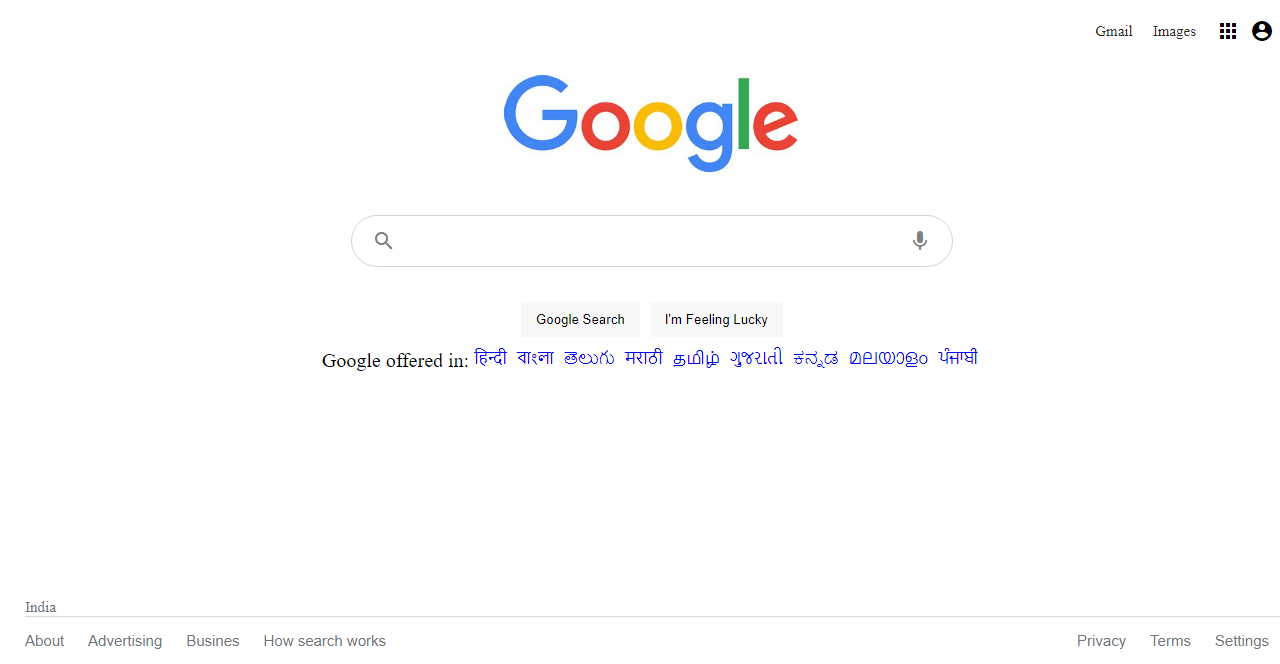 Gmail Images
Google
Google Search I'm Feeling Lucky
Google offered in: हिन्दी বাংলা తెలుగు मराठी தமிழ் ગુજરાતી ಕನ್ನಡ മലയാളം ਪੰਜਾਬੀ
India
About Advertising Busines How search works Privacy Terms Settings